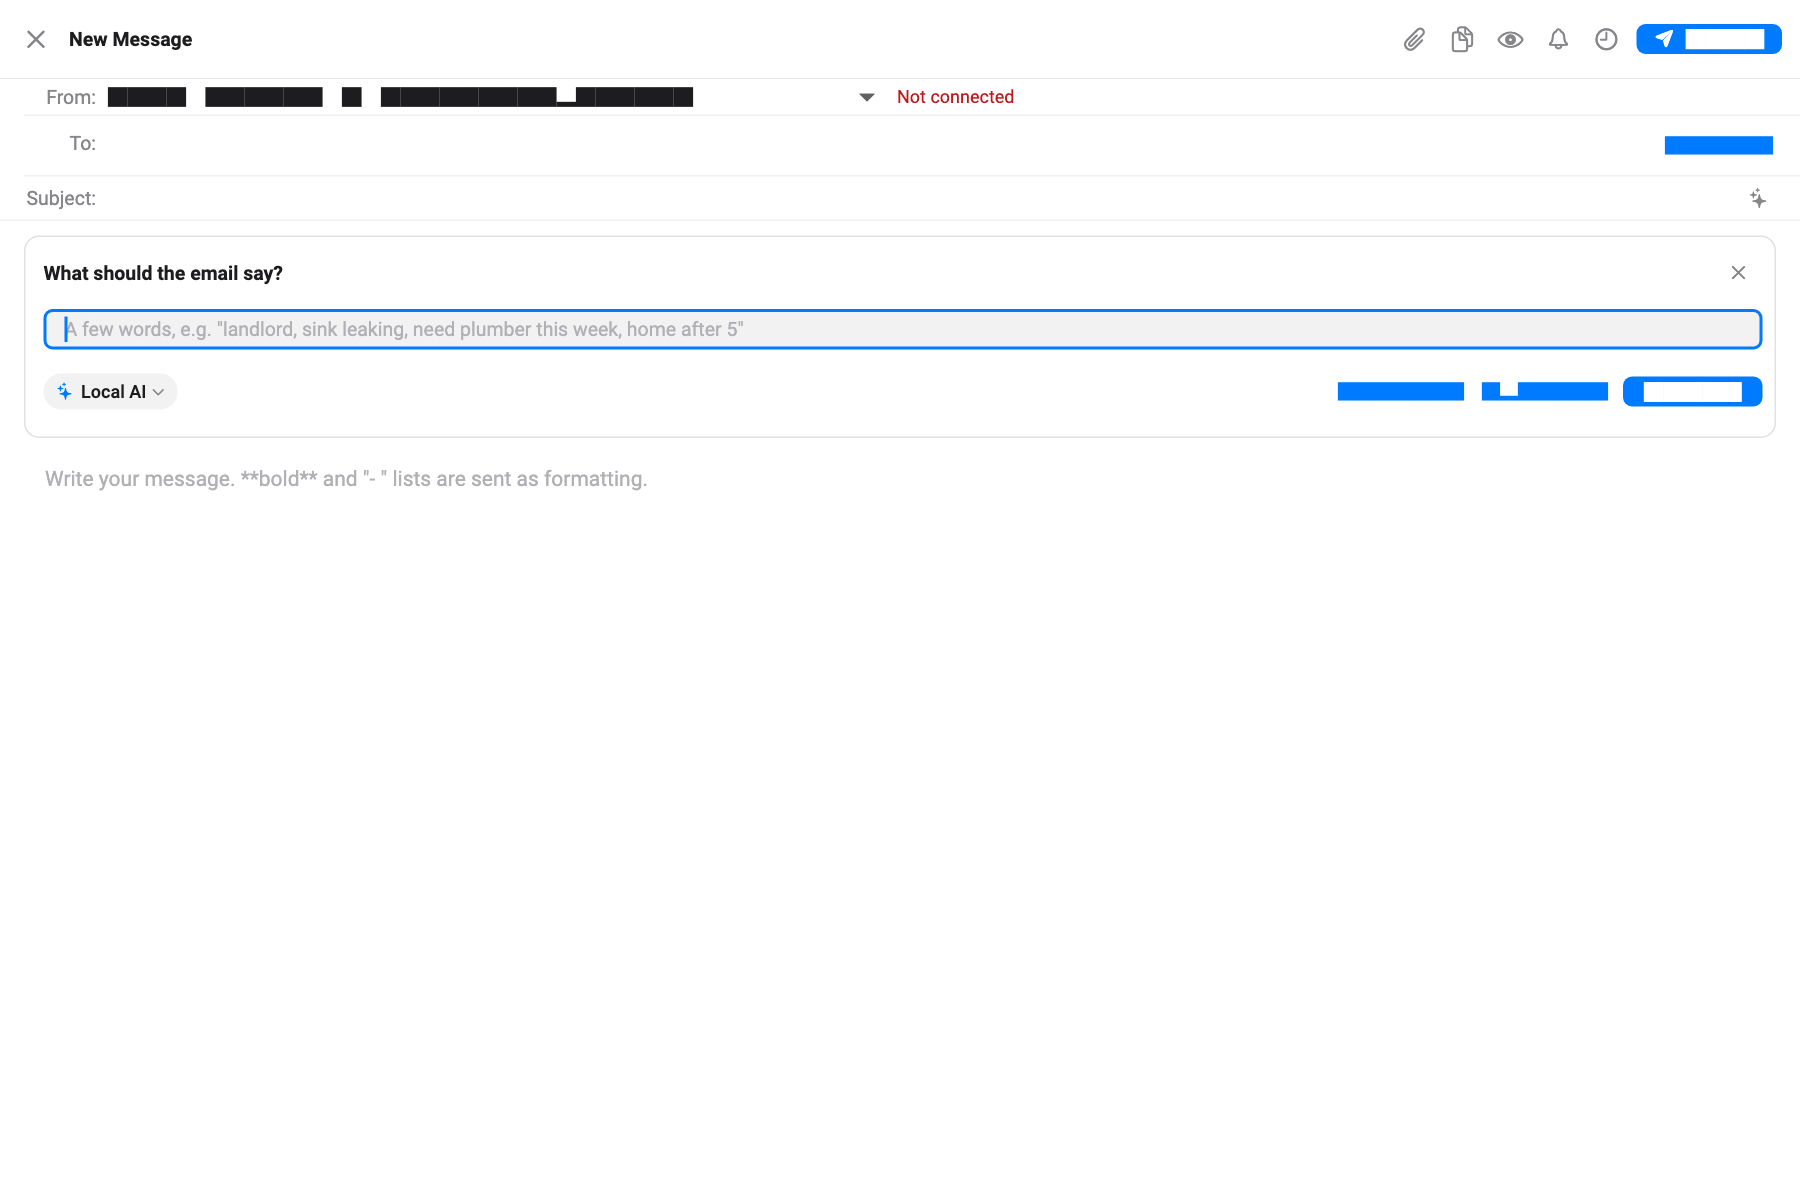 New Message
From:
Not connected
To:
Subject:
What should the email say?
A few words, e.g. "landlord, sink leaking, need plumber this week, home after 5"
Local AI
Write your message. **bold** and "- " lists are sent as formatting.